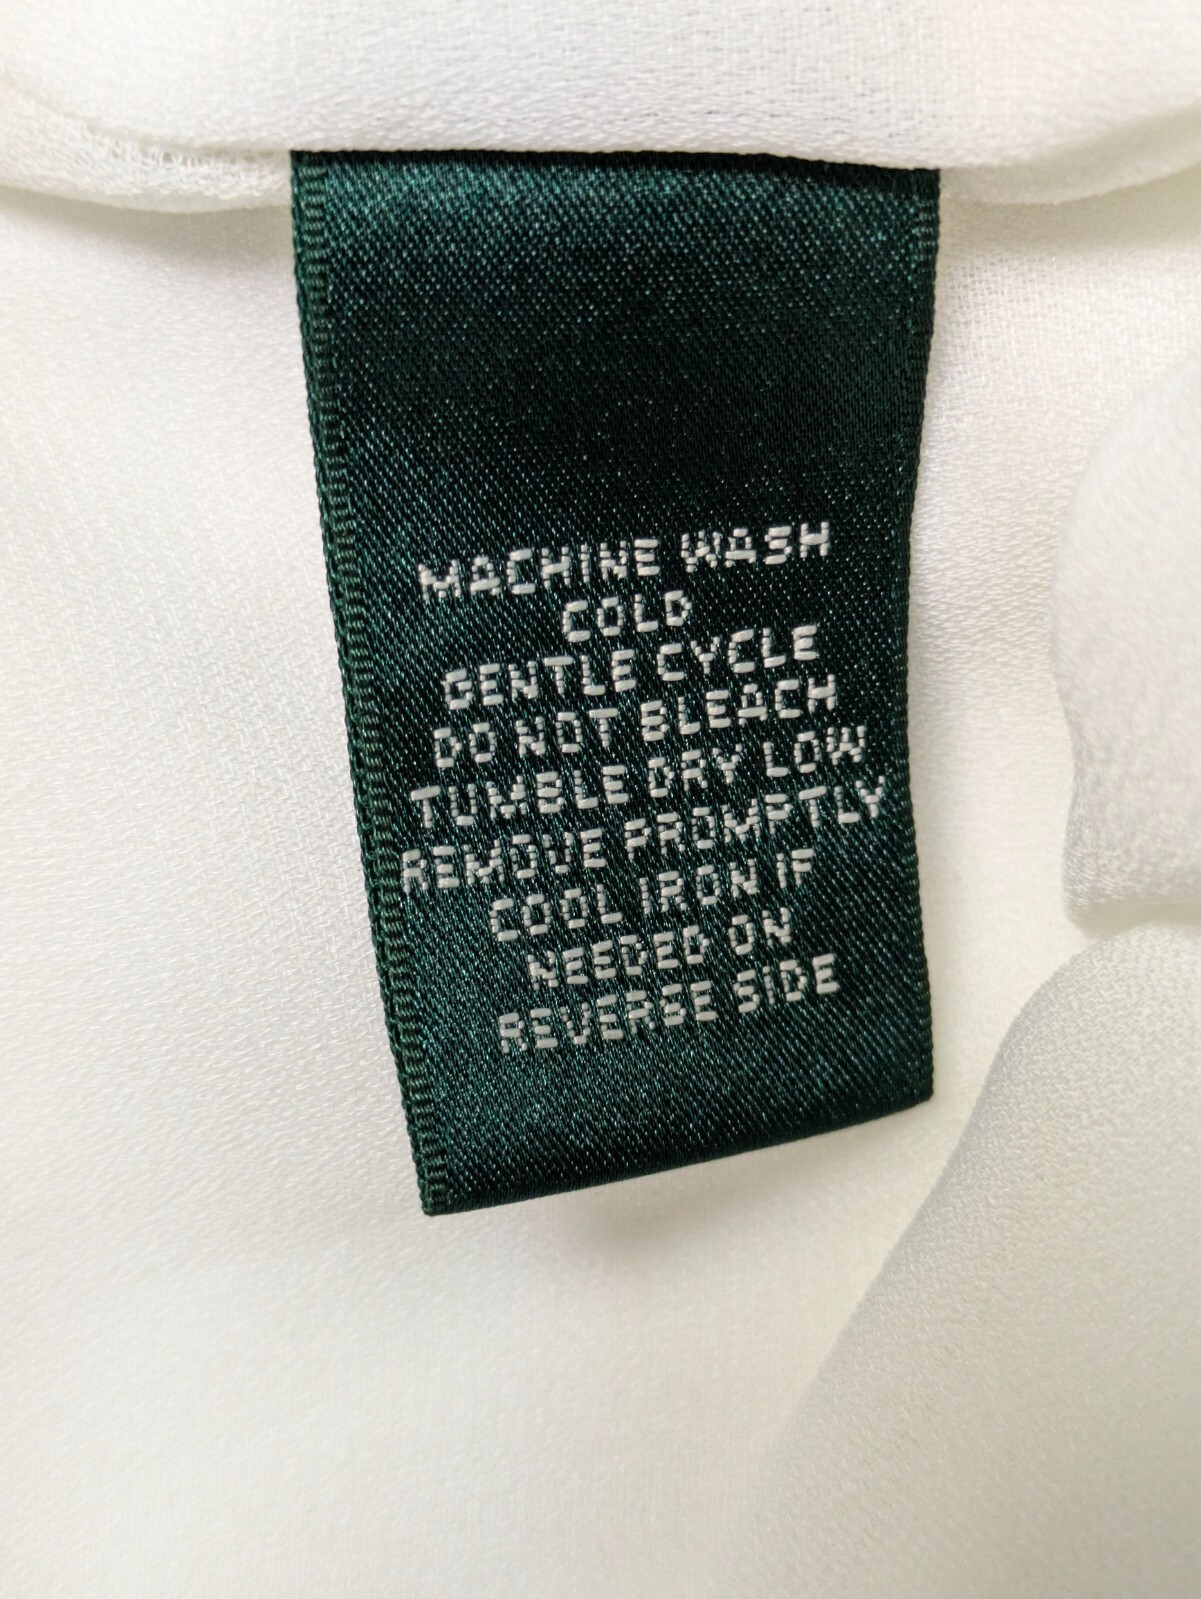 MACHINE WASH
COLD
GENTLE CYCLE
DO NOT BLEACH
TUMBLE DRY LOW
REMOVE PROMPTLY
COOL IRON IF
NEEDED ON
REVERSE SIDE